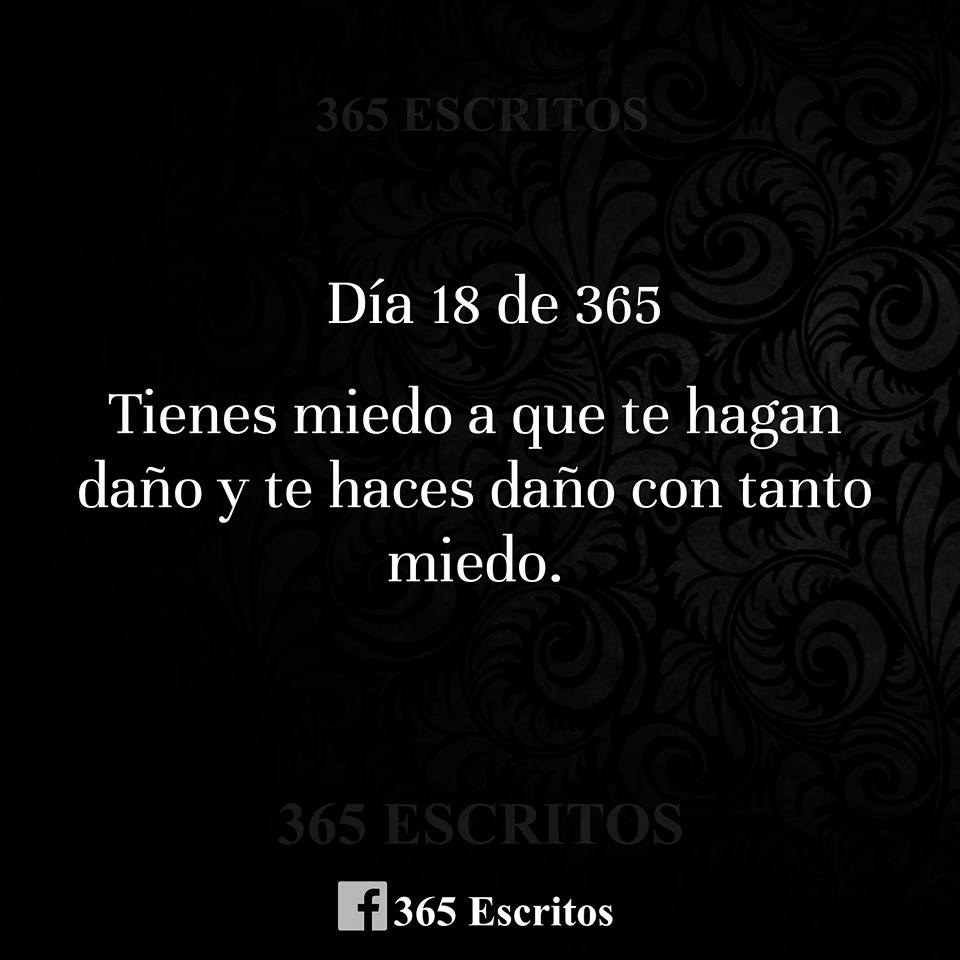 365 ESCRITOS
Día 18 de 365
Tienes miedo a que te hagan
daño y te haces daño con tanto
miedo.
365 ESCRITOS
f 365 Escritos